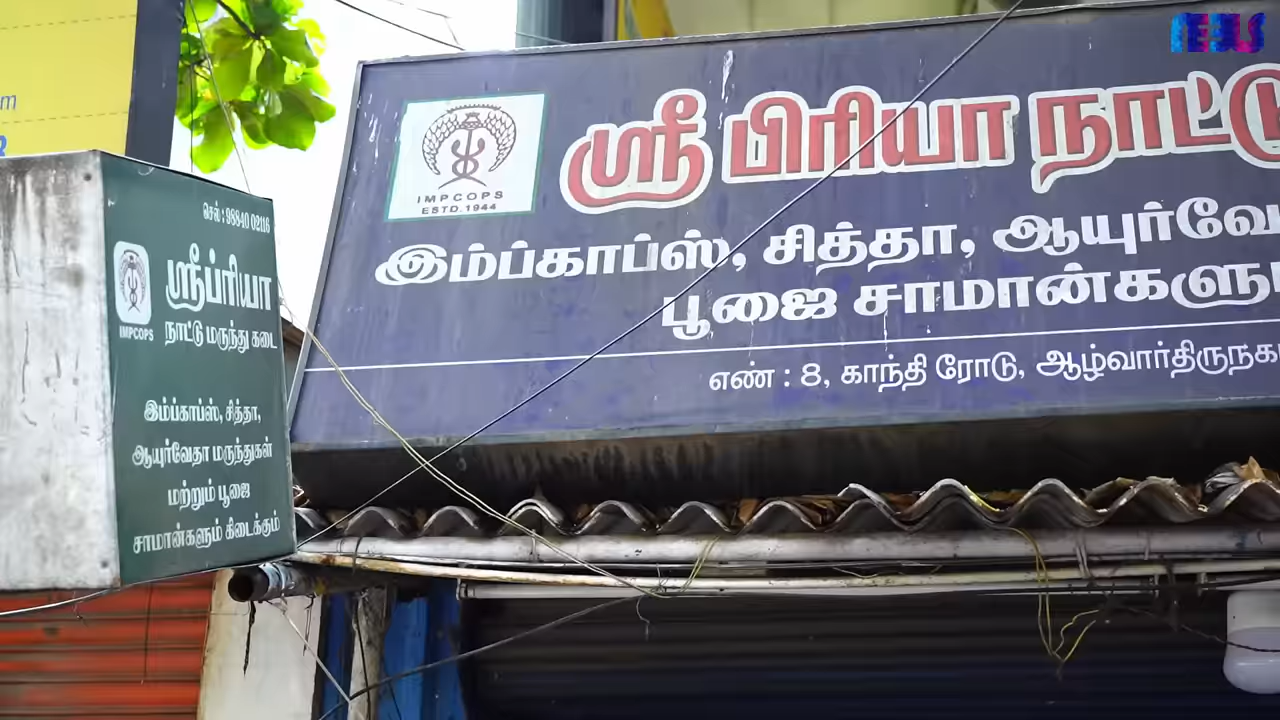 செல் : 98840 02116
IMPCOPS
ஸ்ரீப்ரியா
நாட்டு மருந்து கடை
இம்ப்காப்ஸ், சித்தா,
ஆயுர்வேதா மருந்துகள்
மற்றும் பூஜை
சாமான்களும் கிடைக்கும்
IMPCOPS
ESTD.1944
ஸ்ரீ பிரியா நாட்டு
இம்ப்காப்ஸ், சித்தா, ஆயுர்வே
பூஜை சாமான்களு
எண் : 8, காந்தி ரோடு, ஆழ்வார்திருநக